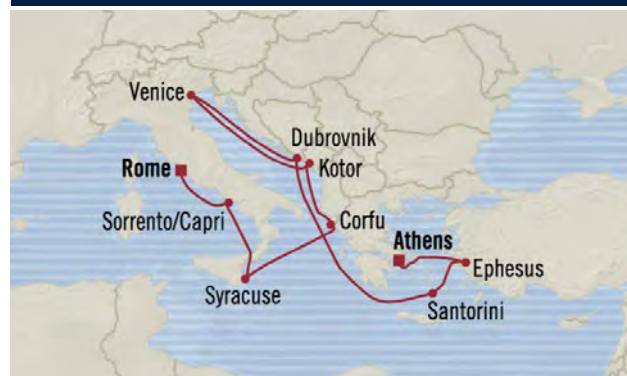 Venice
Dubrovnik
Rome
Kotor
Sorrento/Capri
Corfu
Athens
Ephesus
Syracuse
Santorini